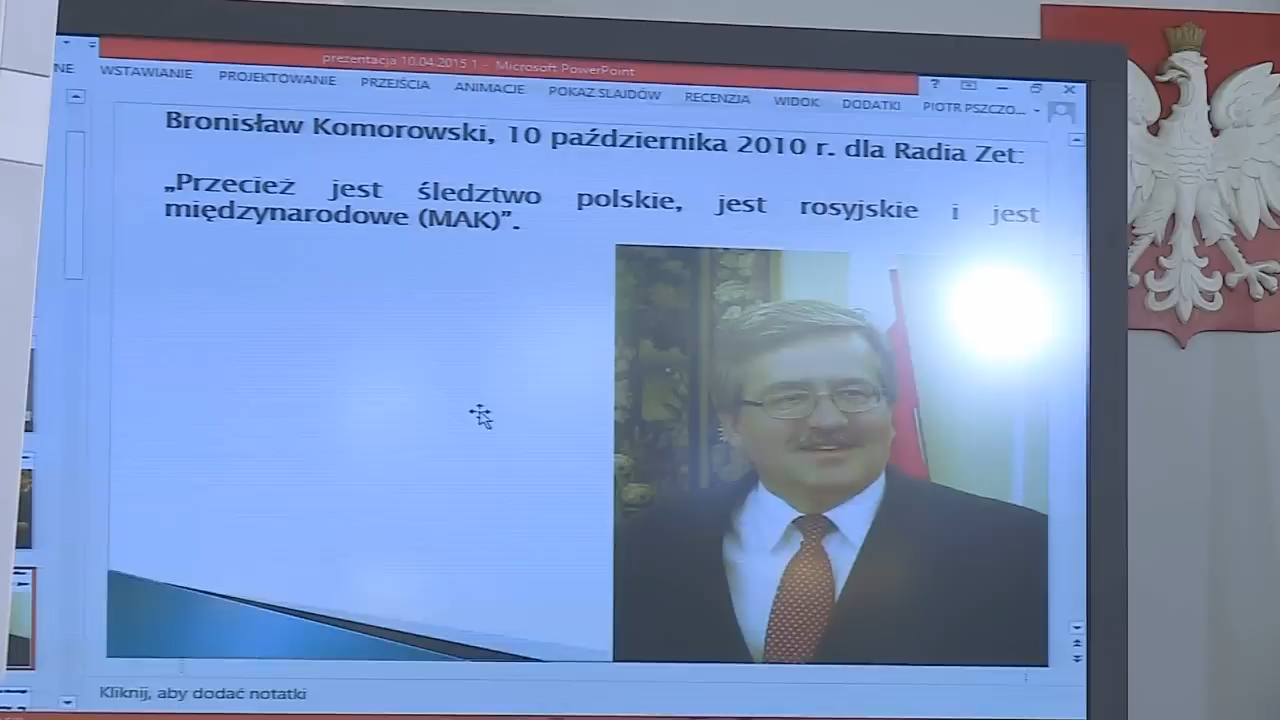 prezentacja 10.04.2015 1 - Microsoft PowerPoint
NE WSTAWIANIE PROJEKTOWANIE PRZEJŚCIA ANIMACJE POKAZ SLAJDÓW RECENZJA WIDOK DODATKI PIOTR PSZCZO...
Bronisław Komorowski, 10 października 2010 r. dla Radia Zet:
„Przecież jest śledztwo polskie, jest rosyjskie i jest
międzynarodowe (MAK)”.
Kliknij, aby dodać notatki